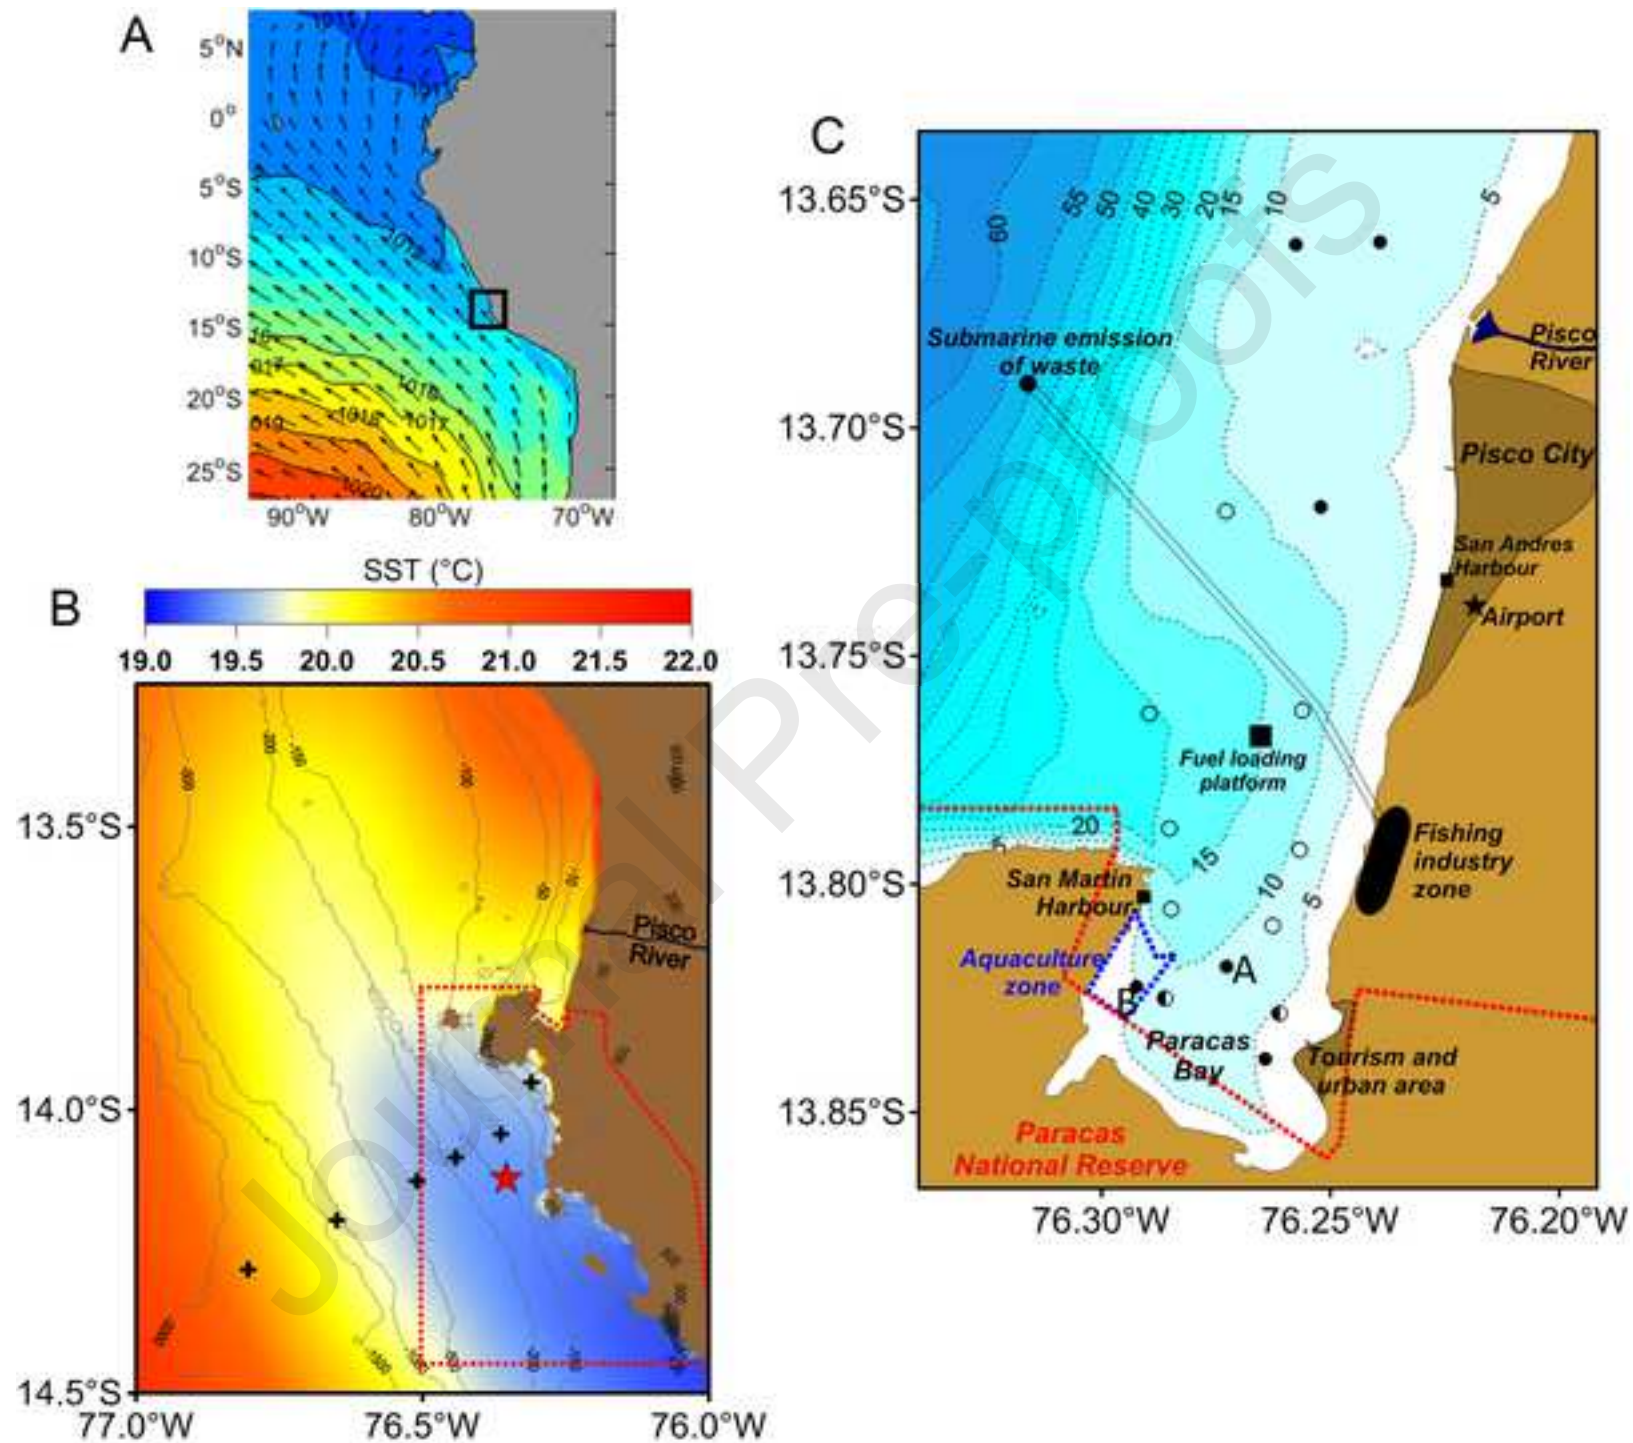 A
5°N
0°
5°S
10°S
15°S
20°S
25°S
90°W
80°W
70°W
1012
1016
1018
1017
1020
SST (°C)
B
19.0 19.5 20.0 20.5 21.0 21.5 22.0
13.5°S
14.0°S
14.5°S
77.0°W
76.5°W
76.0°W
Pisco
River
C
13.65°S
13.70°S
13.75°S
13.80°S
13.85°S
76.30°W
76.25°W
76.20°W
60
55
50
40
30
20
15
10
5
Submarine emission
of waste
Pisco
River
Pisco City
San Andres
Harbour
Airport
Fuel loading
platform
20
15
10
5
Fishing
industry
zone
San Martin
Harbour
Aquaculture
zone
A
B
Paracas
Bay
Tourism and
urban area
Paracas
National Reserve
Journal Pre-proofs